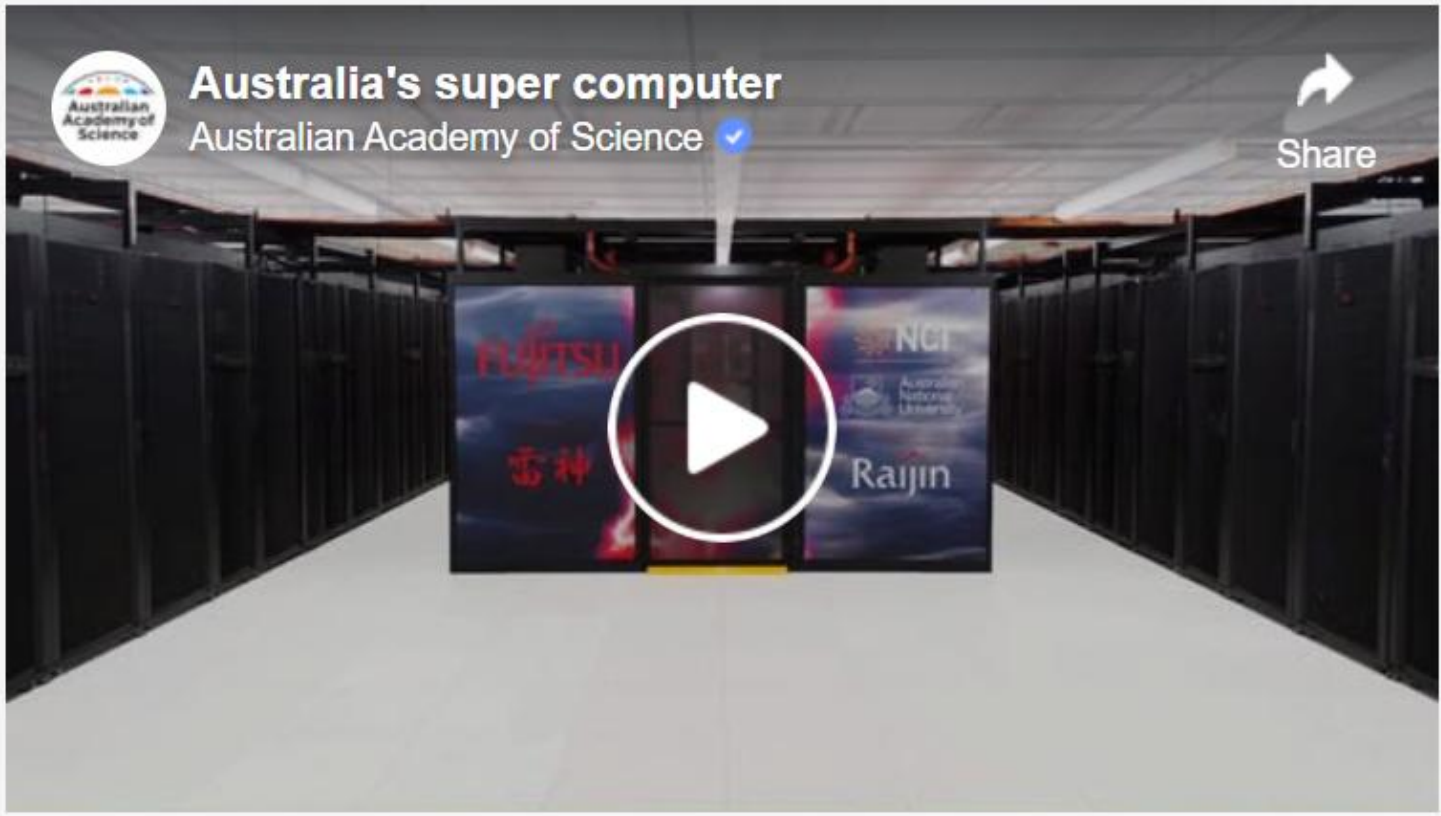 Australian
Academy of
Science
Australia's super computer
Australian Academy of Science
Share
FUJITSU
雷神
NCI
Australian
National
University
Raijin